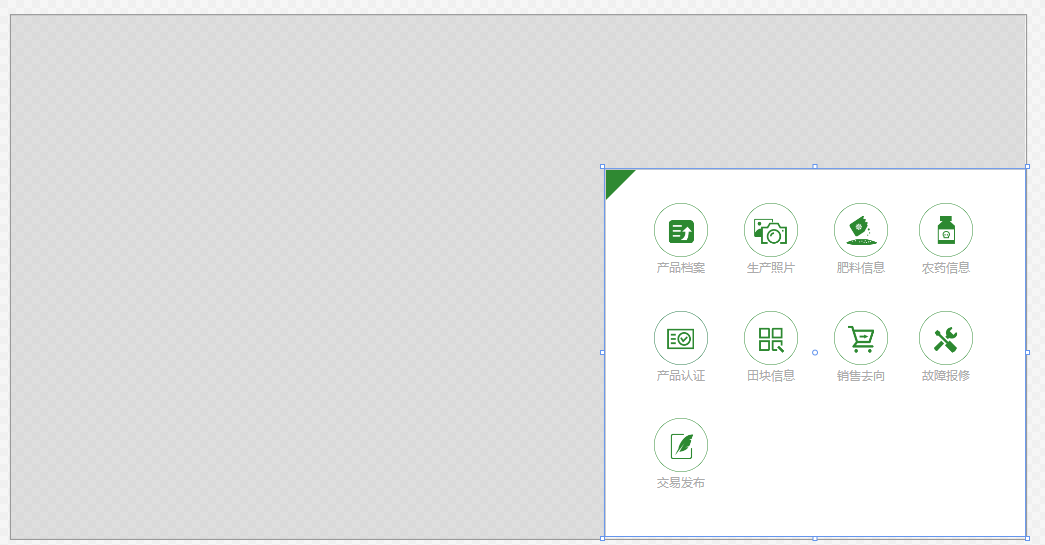 产品档案
生产照片
肥料信息
农药信息
产品认证
田块信息
销售去向
故障报修
交易发布